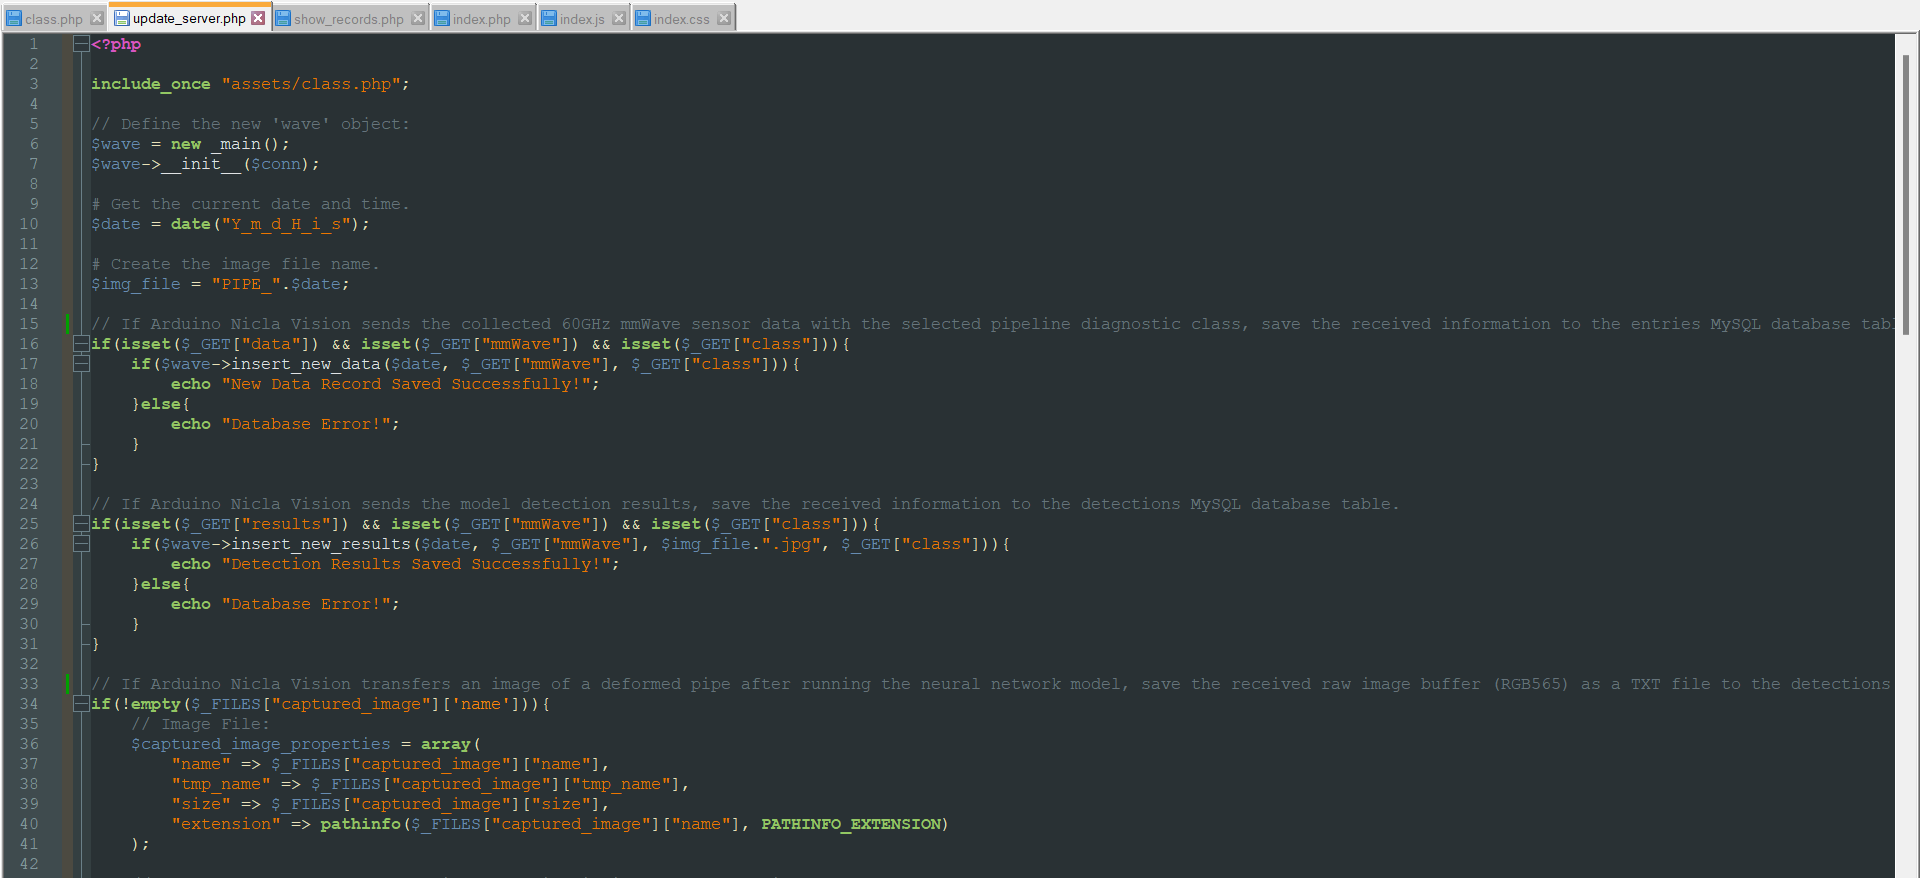 class.php update_server.php show_records.php index.php index.js index.css
1 <?php
2
3 include_once "assets/class.php";
4
5 // Define the new 'wave' object:
6 $wave = new _main();
7 $wave->__init__($conn);
8
9 # Get the current date and time.
10 $date = date("Y_m_d_H_i_s");
11
12 # Create the image file name.
13 $img_file = "PIPE_".$date;
14
15 // If Arduino Nicla Vision sends the collected 60GHz mmWave sensor data with the selected pipeline diagnostic class, save the received information to the entries MySQL database tabl
16 if(isset($_GET["data"]) && isset($_GET["mmWave"]) && isset($_GET["class"])){
17 if($wave->insert_new_data($date, $_GET["mmWave"], $_GET["class"])){
18 echo "New Data Record Saved Successfully!";
19 }else{
20 echo "Database Error!";
21 }
22 }
23
24 // If Arduino Nicla Vision sends the model detection results, save the received information to the detections MySQL database table.
25 if(isset($_GET["results"]) && isset($_GET["mmWave"]) && isset($_GET["class"])){
26 if($wave->insert_new_results($date, $_GET["mmWave"], $img_file.".jpg", $_GET["class"])){
27 echo "Detection Results Saved Successfully!";
28 }else{
29 echo "Database Error!";
30 }
31 }
32
33 // If Arduino Nicla Vision transfers an image of a deformed pipe after running the neural network model, save the received raw image buffer (RGB565) as a TXT file to the detections
34 if(!empty($_FILES["captured_image"]['name'])){
35 // Image File:
36 $captured_image_properties = array(
37 "name" => $_FILES["captured_image"]["name"],
38 "tmp_name" => $_FILES["captured_image"]["tmp_name"],
39 "size" => $_FILES["captured_image"]["size"],
40 "extension" => pathinfo($_FILES["captured_image"]["name"], PATHINFO_EXTENSION)
41 );
42